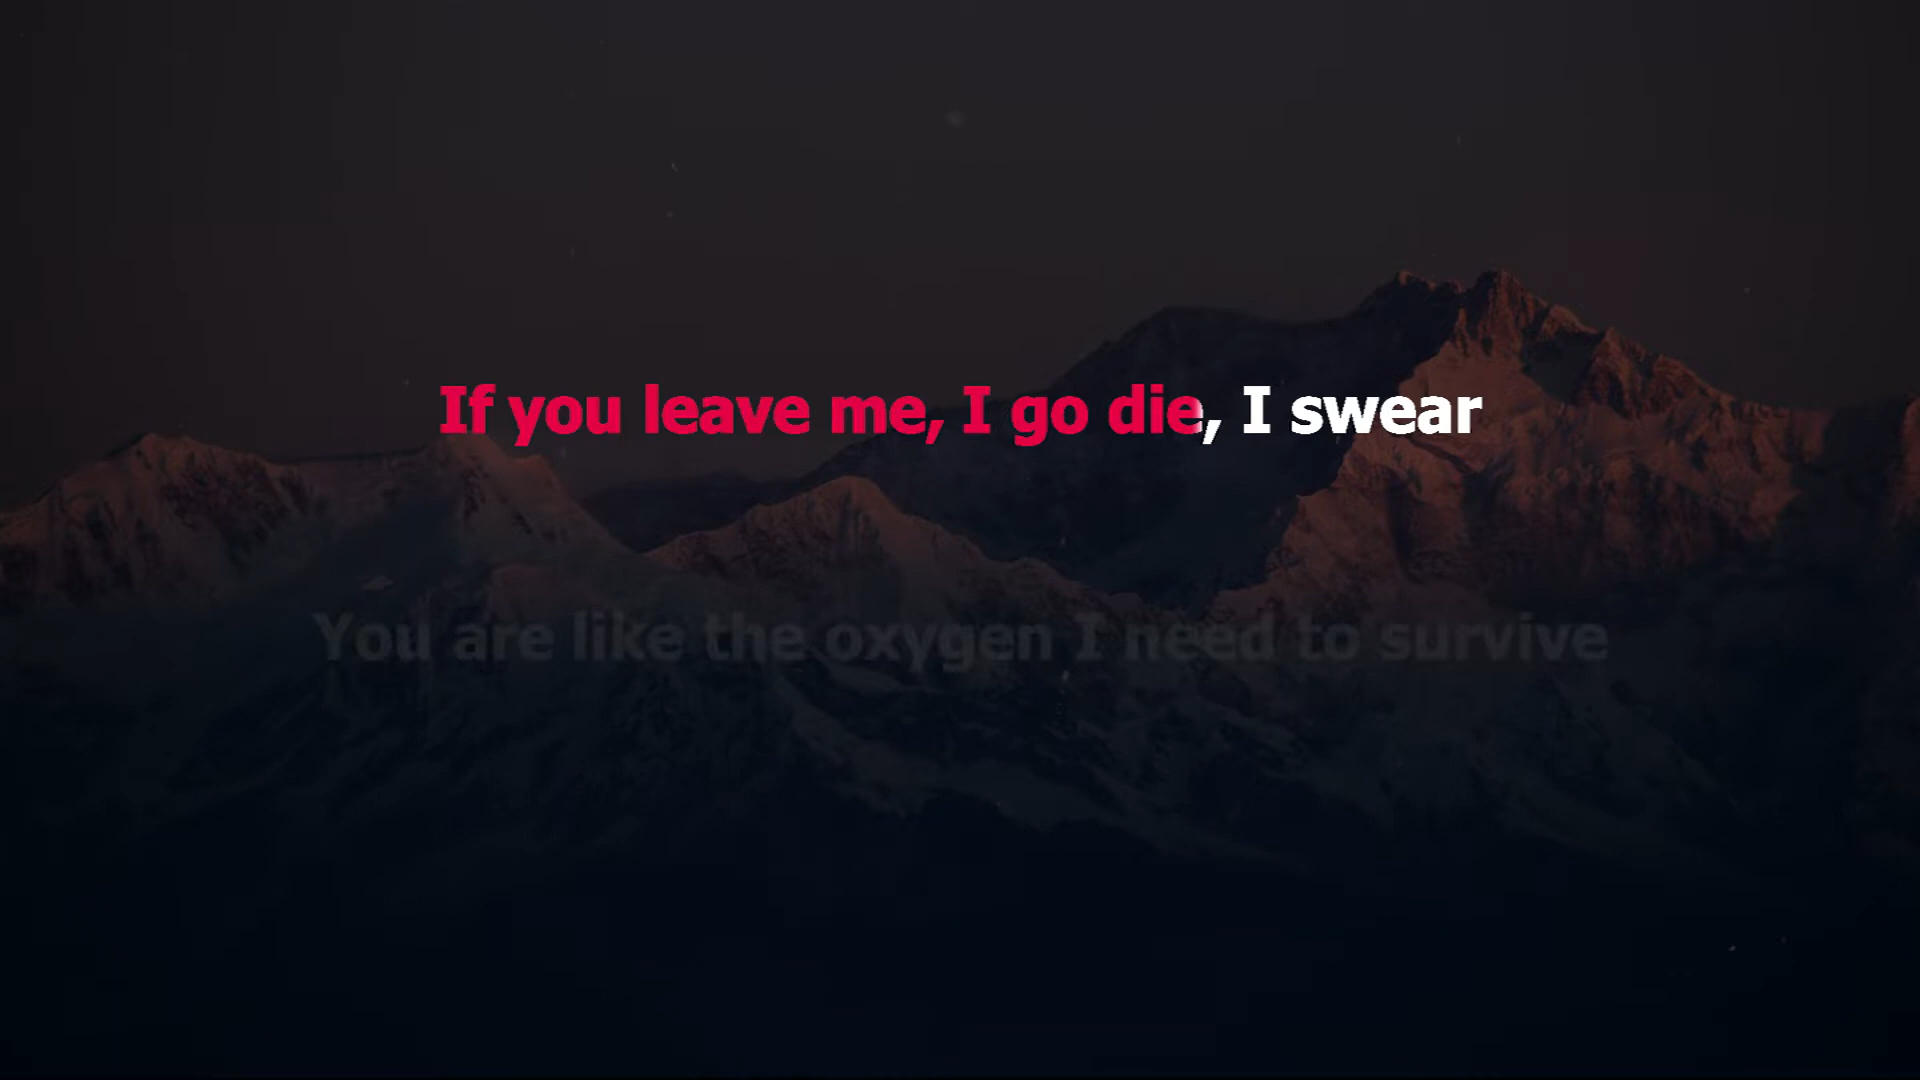 If you leave me, I go die, I swear
You are like the oxygen I need to survive